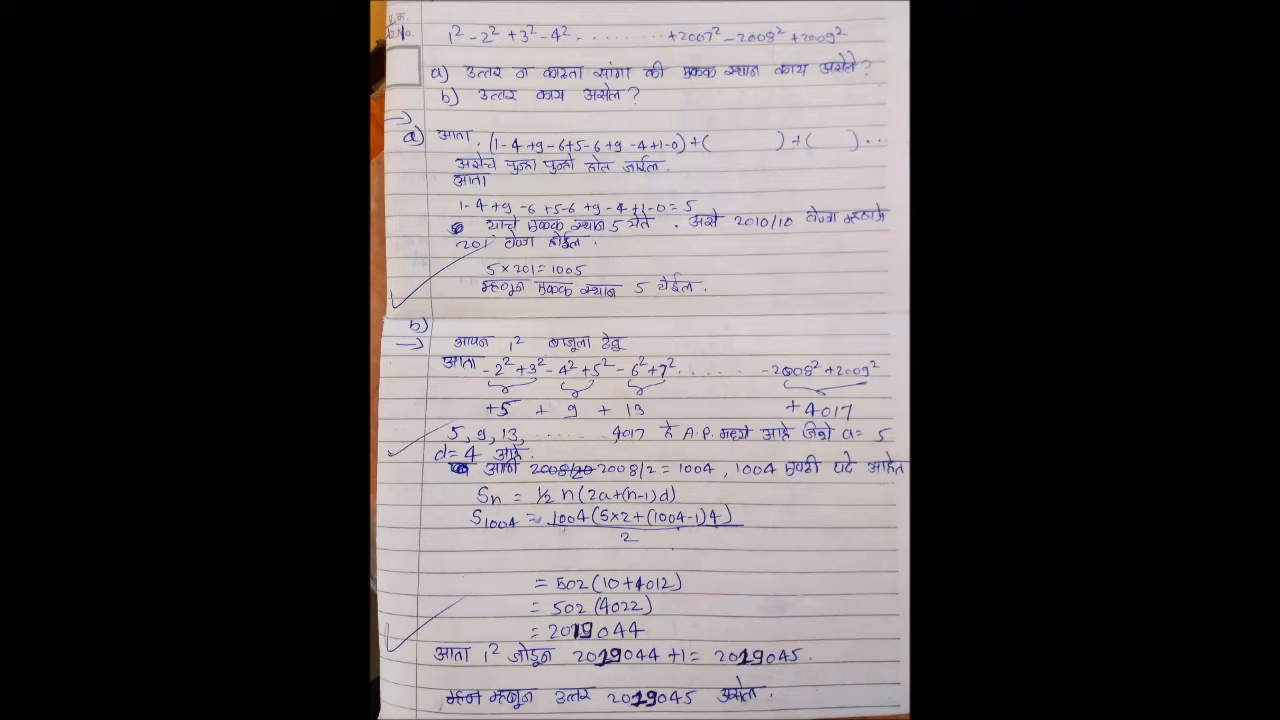 प्र.क्र.
Q.No.
1² - 2² + 3² - 4² - . . . . . . . . + 2007² - 2008² + 2009²
a) उत्तर न काढता सांगा की एकक स्थान काय असेल?
b) उत्तर काय असेल?
→
a) आता. (1-4+9-6+5-6+9-4+1-0)+( )+( )...
असेच पुन्हा पुन्हा होत जाईल.
आता
1-4+9-6+5-6+9-4+1-0=5
याचे एकक स्थान 5 येते. असे 2010/10 वेळा म्हणजे
201 वेळा होईल.
5×201=1005
म्हणून एकक स्थान 5 येईल.
b)
→ आपन 1² बाजूला ठेवू
आता -2²+3²-4²+5²-6²+7². . . . . . -2008²+2009²
+5 + 9 + 13 +4017
5, 9, 13, . . . . . . 4017 हे A.P. मध्ये आहे जिथे a= 5
d=4 आहे.
आणि 2008/2 = 1004, 1004 एवढी पदे आहेत
Sn = 1/2 n(2a+(n-1)d)
S1004 = 1004(5×2+(1004-1)4)
2
= 502(10+4012)
= 502(4022)
= 2019044
आता 1² जोडून 2019044 +1= 2019045.
म्हणून उत्तर 2019045 असेल.